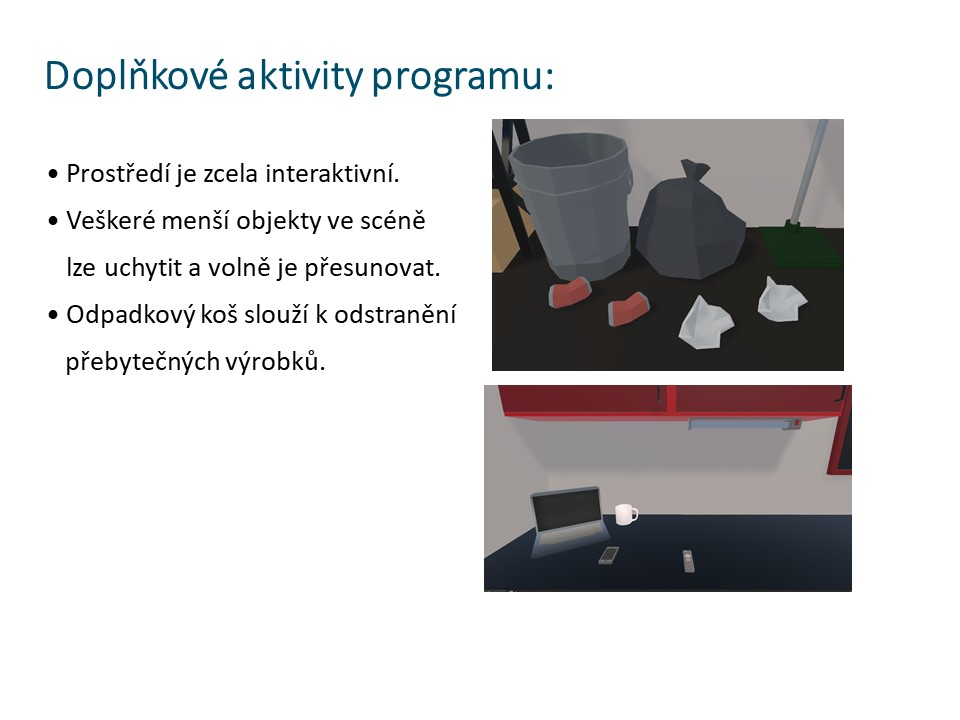 Doplňkové aktivity programu:
• Prostředí je zcela interaktivní.
• Veškeré menší objekty ve scéně
lze uchytit a volně je přesunovat.
• Odpadkový koš slouží k odstranění
přebytečných výrobků.